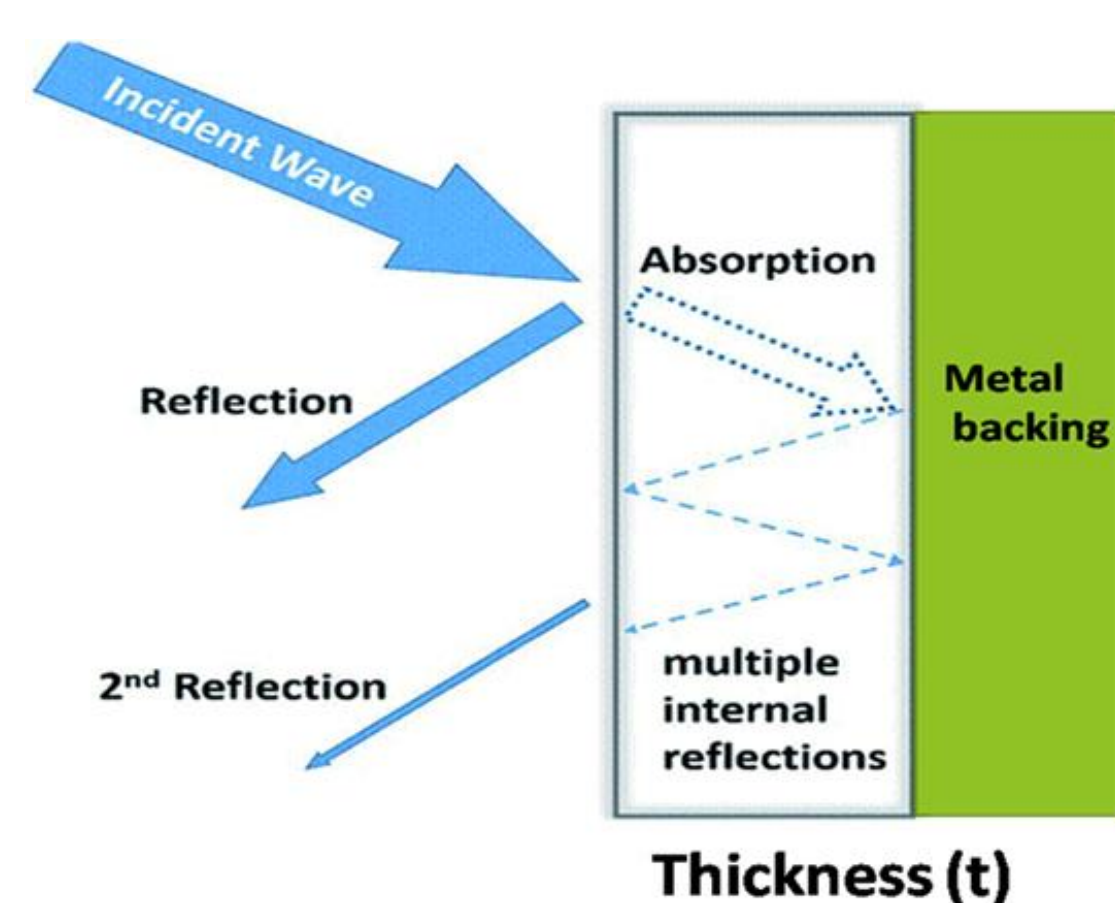 Incident Wave
Absorption
Reflection
Metal
backing
2nd Reflection
multiple
internal
reflections
Thickness (t)